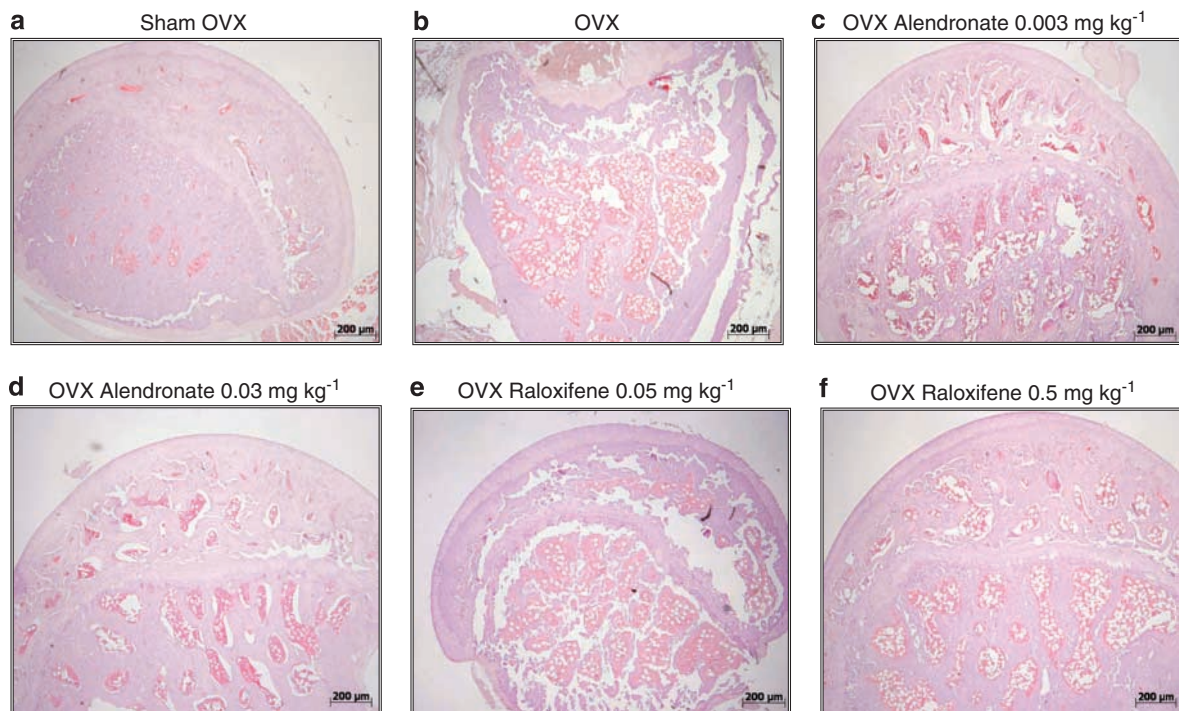 a Sham OVX
b OVX
c OVX Alendronate 0.003 mg kg-1
200 µm
200 µm
200 µm
d OVX Alendronate 0.03 mg kg-1
e OVX Raloxifene 0.05 mg kg-1
f OVX Raloxifene 0.5 mg kg-1
200 µm
200 µm
200 µm